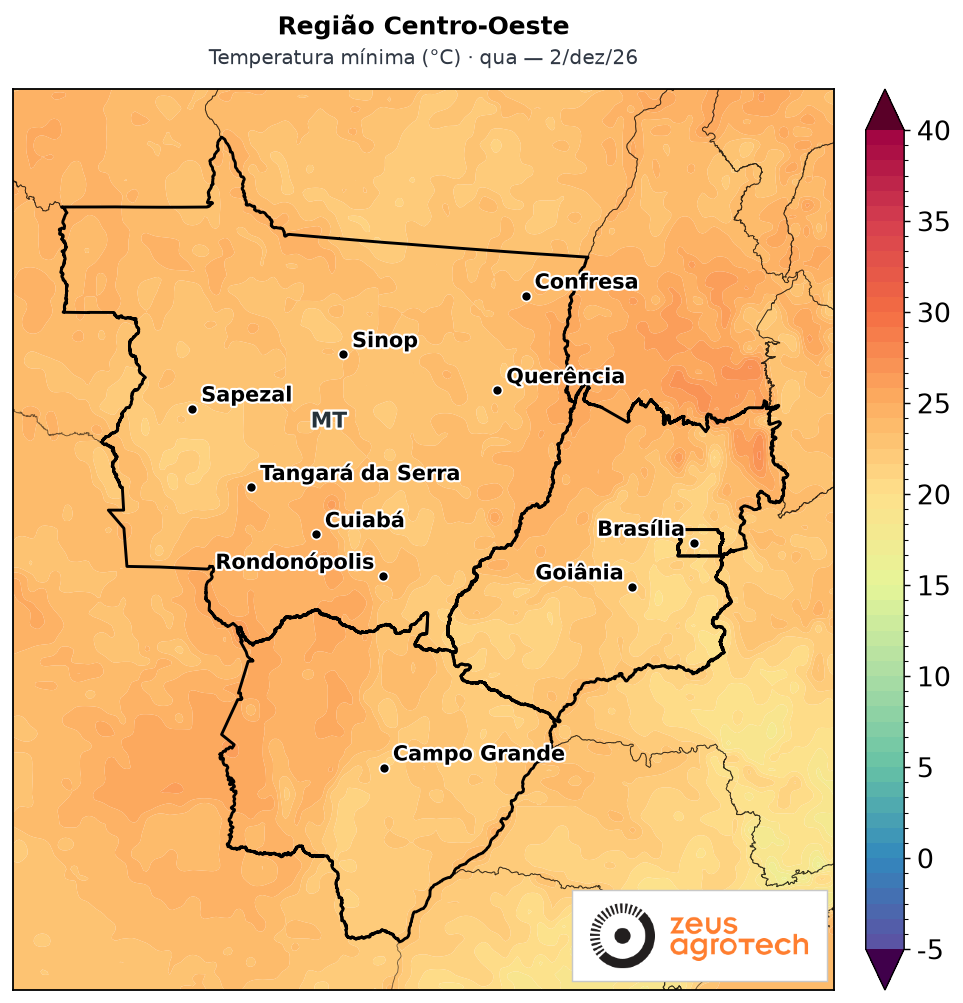 Região Centro-Oeste
Temperatura mínima (°C) · qua — 2/dez/26
40
35
30
25
20
15
10
5
0
-5
Confresa
Sinop
Querência
Sapezal
MT
Tangará da Serra
Cuiabá
Brasília
Rondonópolis
Goiânia
Campo Grande
zeus
agrotech